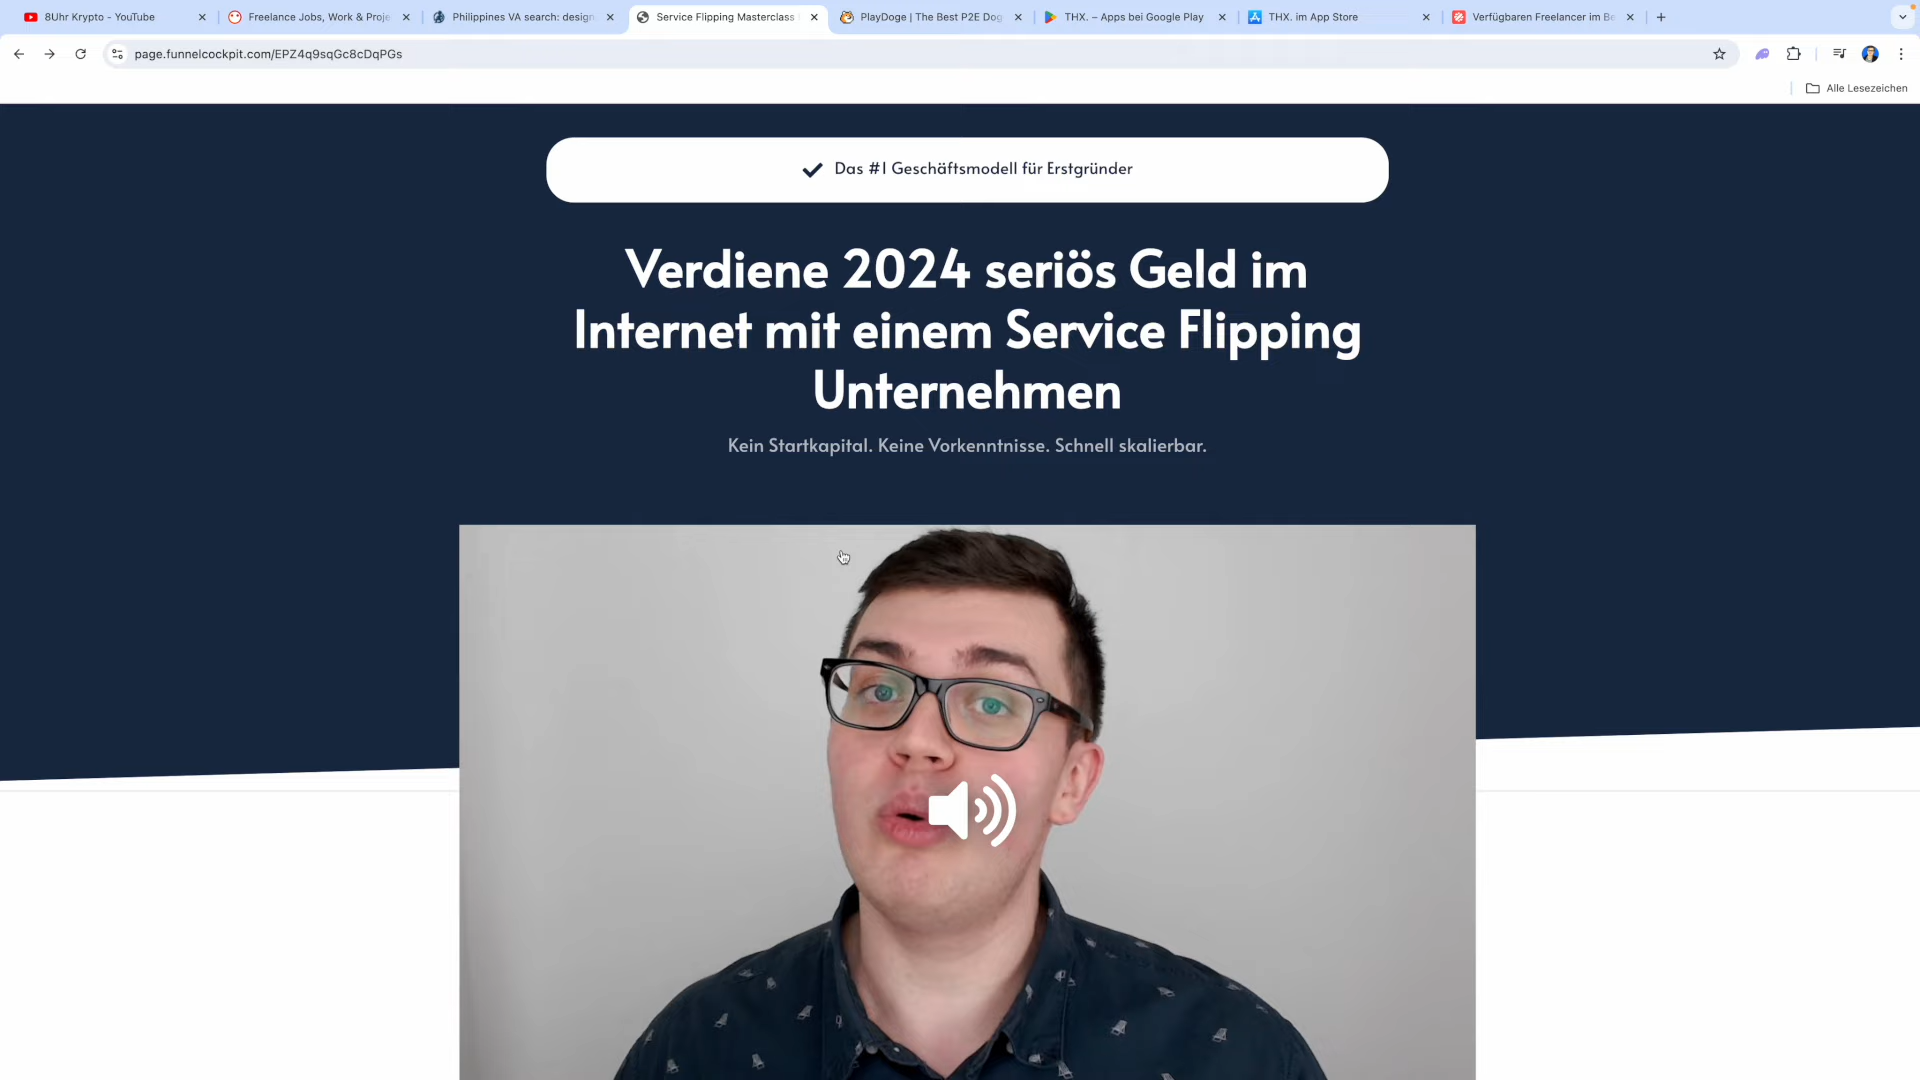 8Uhr Krypto - YouTube
Freelance Jobs, Work & Proje
Philippines VA search: design
Service Flipping Masterclass
PlayDoge | The Best P2E Dog
THX. – Apps bei Google Play
THX. im App Store
Verfügbaren Freelancer im Be
page.funnelcockpit.com/EPZ4q9sqGc8cDqPGs
Alle Lesezeichen
Das #1 Geschäftsmodell für Erstgründer
Verdiene 2024 seriös Geld im
Internet mit einem Service Flipping
Unternehmen
Kein Startkapital. Keine Vorkenntnisse. Schnell skalierbar.